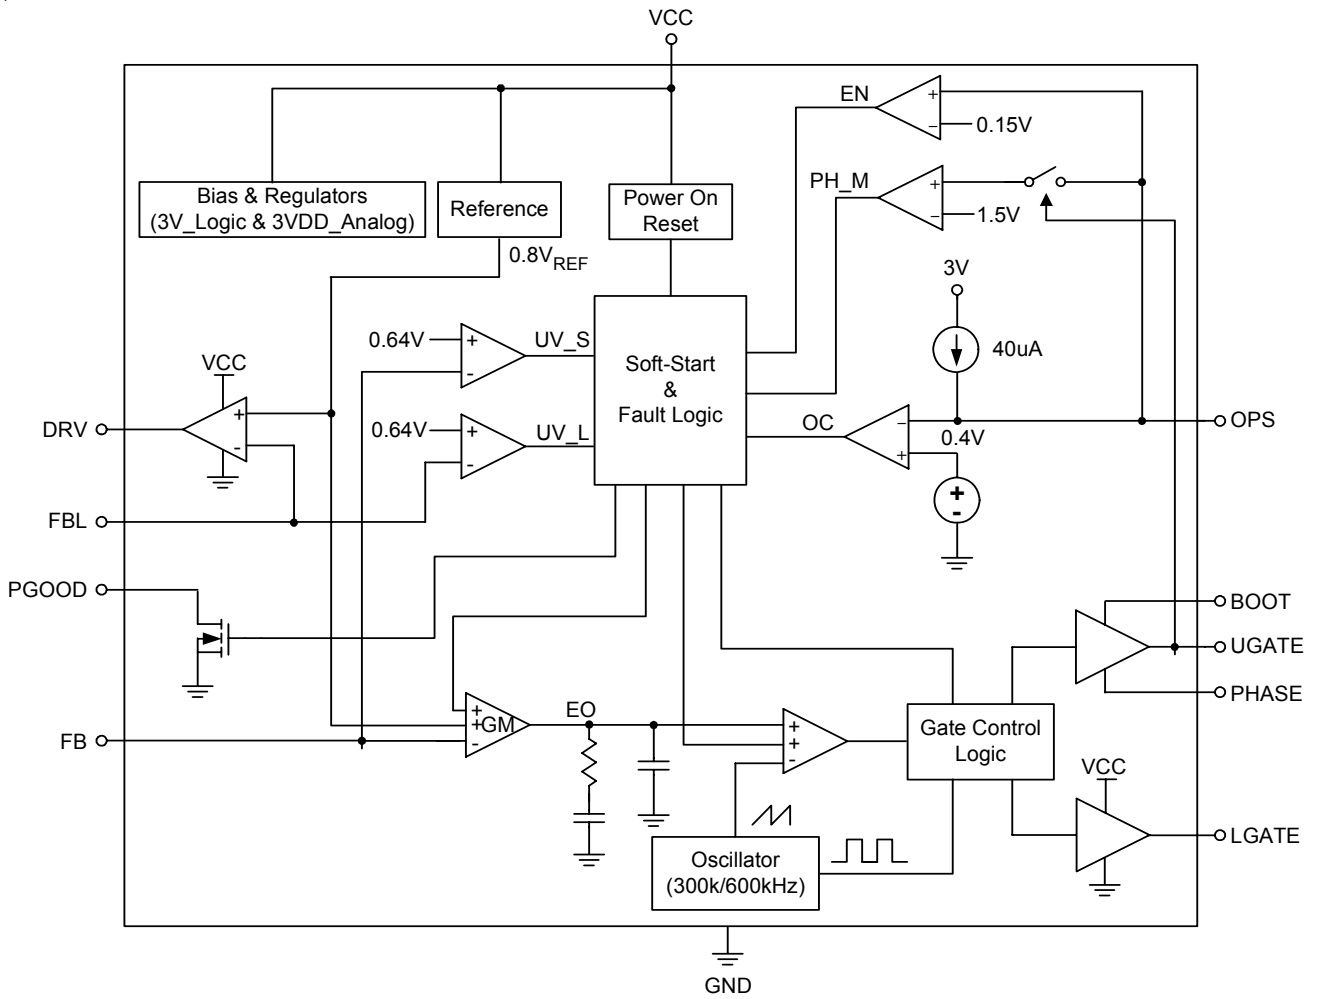 VCC
EN
+
−
0.15V
PH_M
+
−
1.5V
Bias & Regulators
(3V_Logic & 3VDD_Analog)
Reference
Power On
Reset
0.8VREF
3V
40uA
0.64V
+
-
UV_S
Soft-Start
&
Fault Logic
VCC
DRV
+
-
0.64V
+
-
UV_L
OC
−
+
0.4V
OPS
+
-
FBL
PGOOD
BOOT
UGATE
PHASE
FB
+
+
-
GM
EO
+
+
-
Gate Control
Logic
VCC
LGATE
Oscillator
(300k/600kHz)
GND